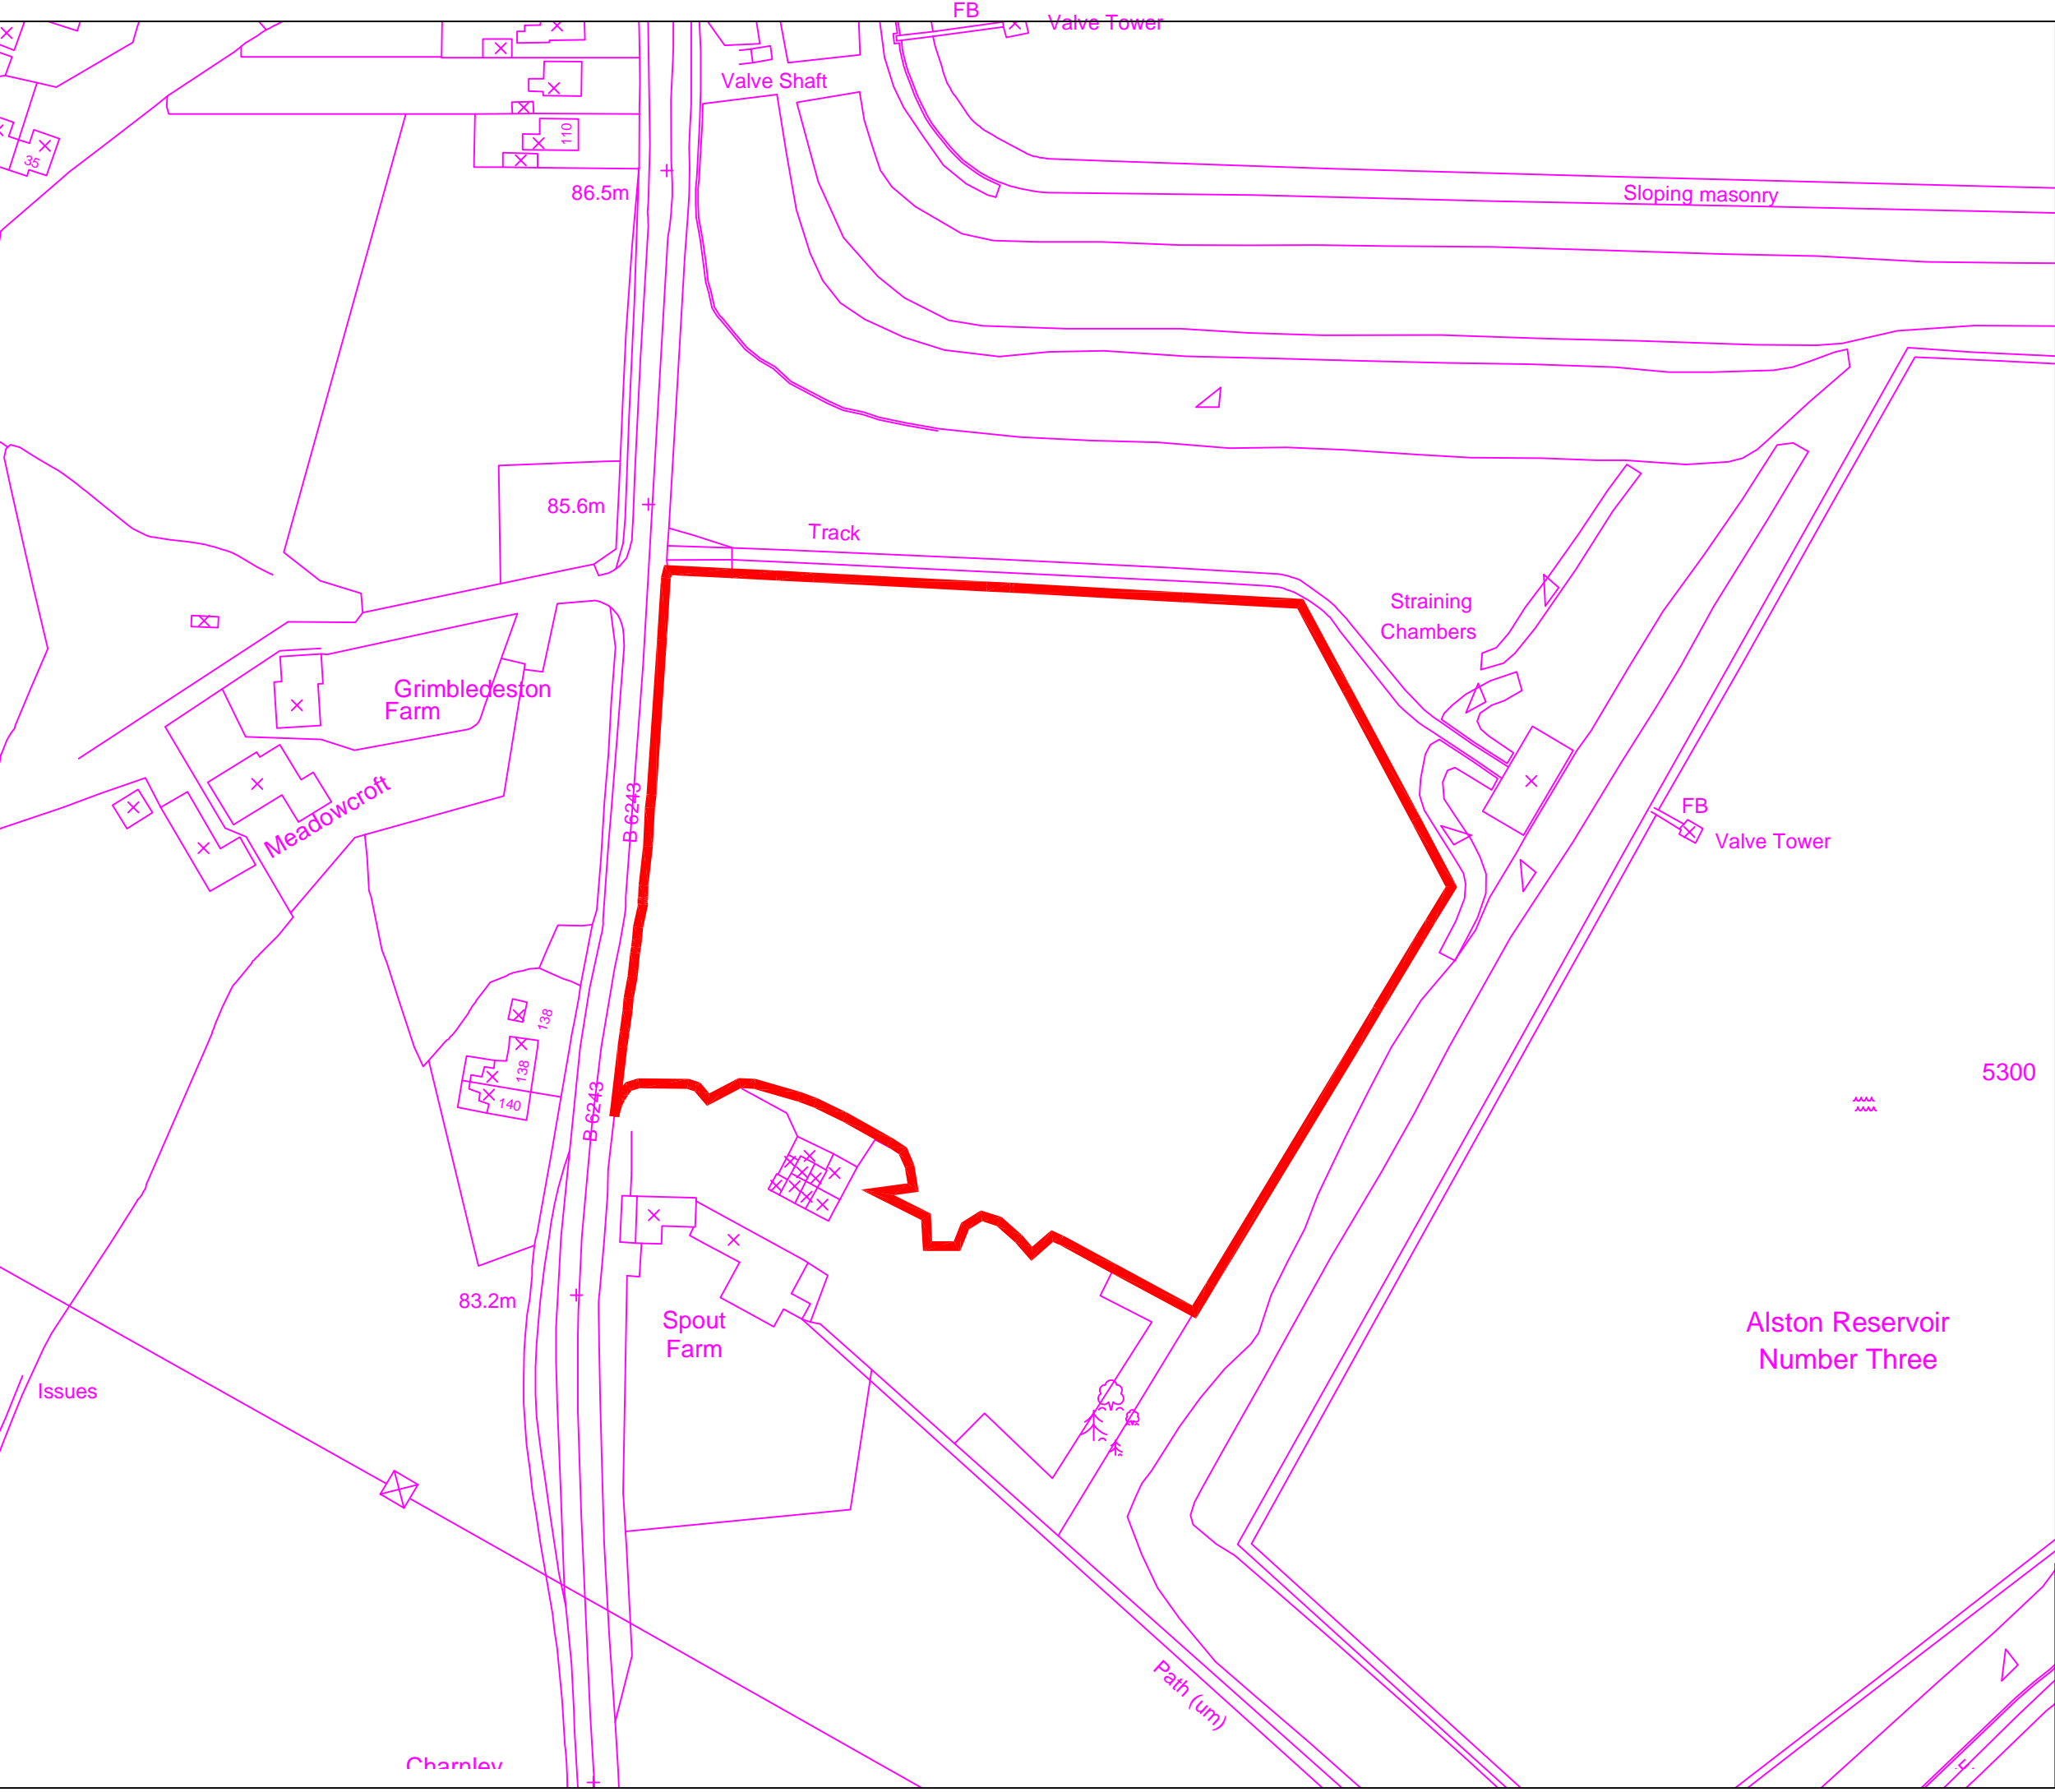 FB
Valve Tower
Valve Shaft
110
35
86.5m
Sloping masonry
85.6m
Track
Straining
Chambers
Grimbledeston
Farm
Meadowcroft
B 6243
FB
Valve Tower
138
138
140
B 6243
5300
83.2m
Spout
Farm
Alston Reservoir
Number Three
Issues
Path (um)
Charnley